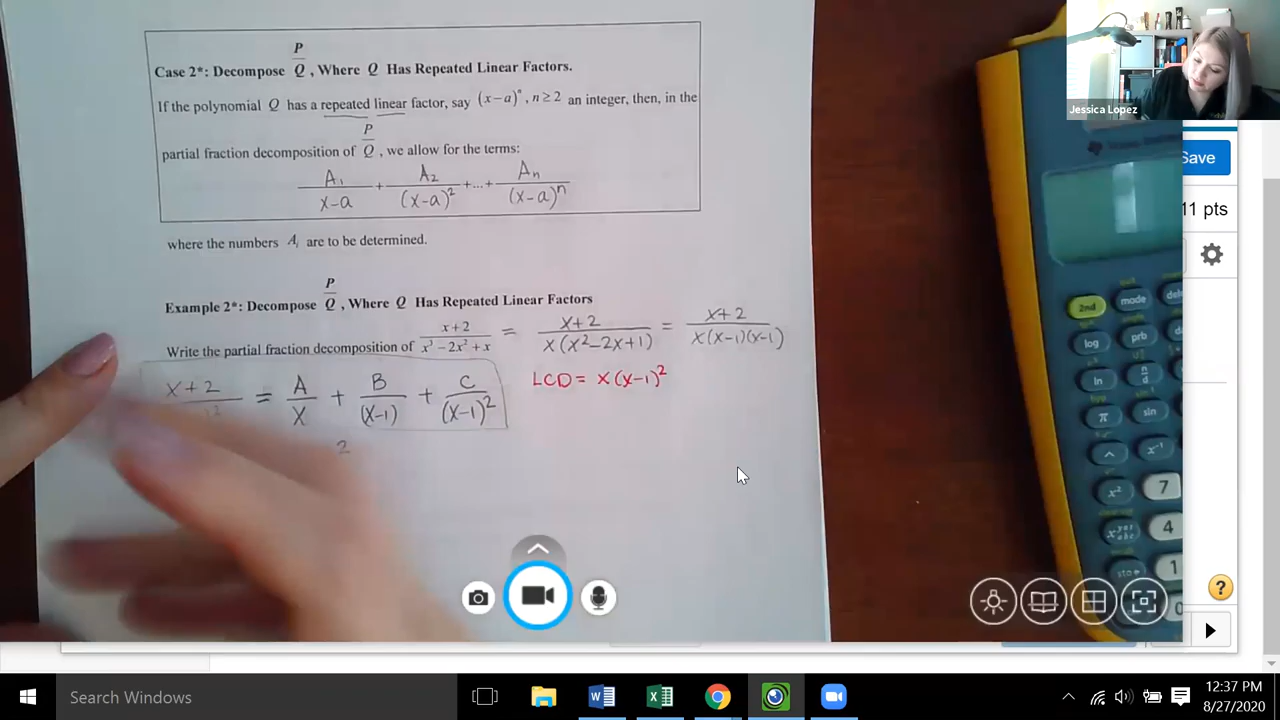 Case 2*: Decompose P/Q, Where Q Has Repeated Linear Factors.
If the polynomial Q has a repeated linear factor, say (x-a)^n, n≥2 an integer, then, in the
partial fraction decomposition of P/Q, we allow for the terms:
A₁/(x-a) + A₂/(x-a)² + ... + Aₙ/(x-a)ⁿ
where the numbers Aᵢ are to be determined.
Example 2*: Decompose P/Q, Where Q Has Repeated Linear Factors
Write the partial fraction decomposition of (x+2)/(x³-2x²+x) = (x+2)/(x(x²-2x+1)) = (x+2)/(x(x-1)(x-1))
LCD = x(x-1)²
x+2 = A/x + B/(x-1) + C/(x-1)²
2
Jessica Lopez
Save
11 pts
2nd
mode
log
prb
ln
n/d
π
sin
^
x⁻¹
x²
7
4
1
0
?
Search Windows
12:37 PM
8/27/2020